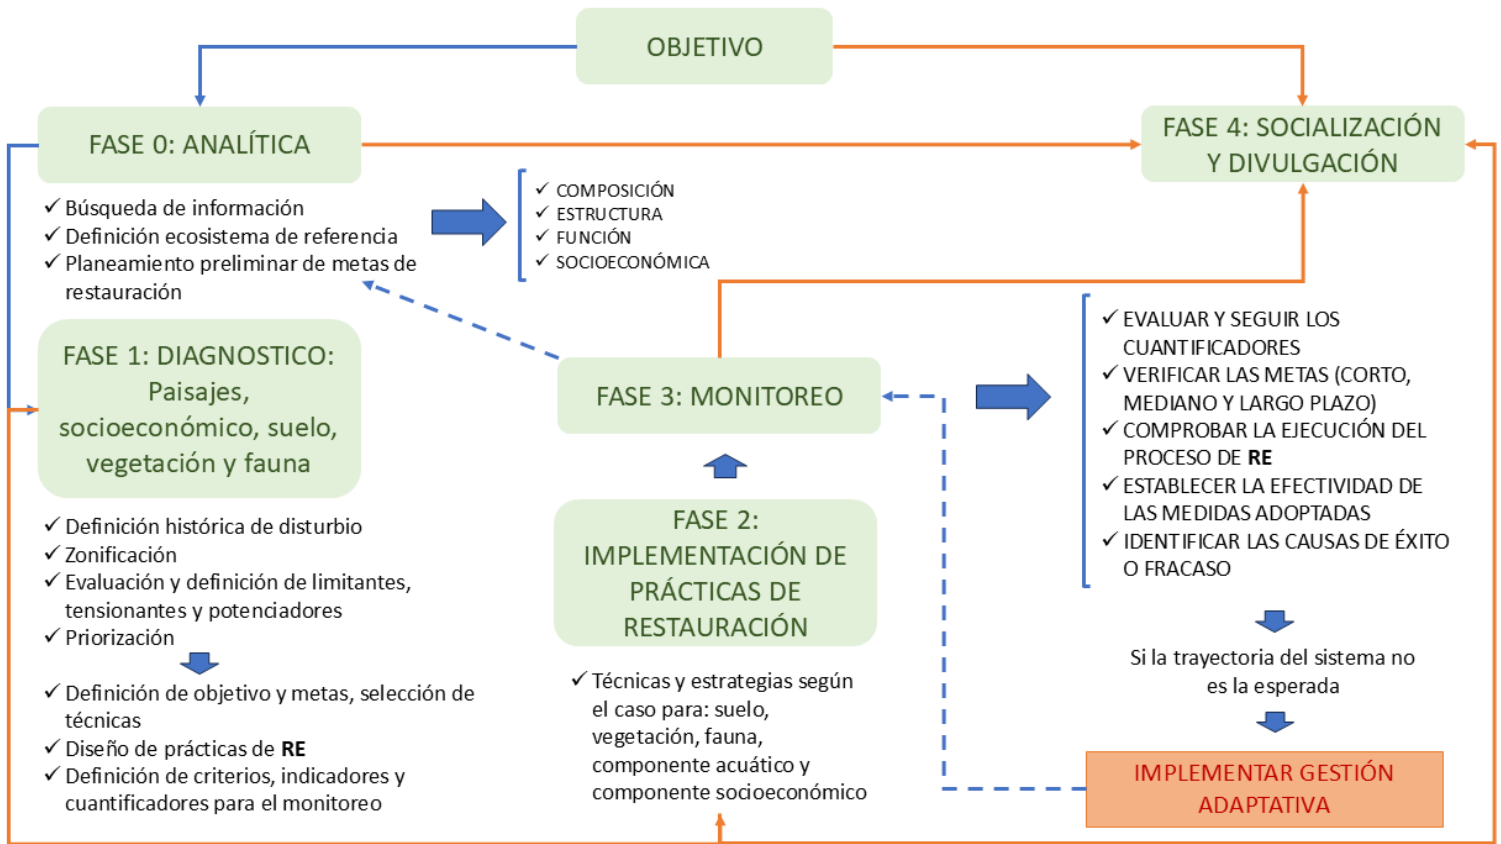 OBJETIVO
FASE 0: ANALÍTICA
✓ Búsqueda de información
✓ Definición ecosistema de referencia
✓ Planeamiento preliminar de metas de
restauración
✓ COMPOSICIÓN
✓ ESTRUCTURA
✓ FUNCIÓN
✓ SOCIOECONÓMICA
FASE 4: SOCIALIZACIÓN
Y DIVULGACIÓN
FASE 1: DIAGNOSTICO:
Paisajes,
socioeconómico, suelo,
vegetación y fauna
✓ Definición histórica de disturbio
✓ Zonificación
✓ Evaluación y definición de limitantes,
tensionantes y potenciadores
✓ Priorización
✓ Definición de objetivo y metas, selección de
técnicas
✓ Diseño de prácticas de RE
✓ Definición de criterios, indicadores y
cuantificadores para el monitoreo
FASE 3: MONITOREO
FASE 2:
IMPLEMENTACIÓN DE
PRÁCTICAS DE
RESTAURACIÓN
✓ Técnicas y estrategias según
el caso para: suelo,
vegetación, fauna,
componente acuático y
componente socioeconómico
✓ EVALUAR Y SEGUIR LOS
CUANTIFICADORES
✓ VERIFICAR LAS METAS (CORTO,
MEDIANO Y LARGO PLAZO)
✓ COMPROBAR LA EJECUCIÓN DEL
PROCESO DE RE
✓ ESTABLECER LA EFECTIVIDAD DE
LAS MEDIDAS ADOPTADAS
✓ IDENTIFICAR LAS CAUSAS DE ÉXITO
O FRACASO
Si la trayectoria del sistema no
es la esperada
IMPLEMENTAR GESTIÓN
ADAPTATIVA